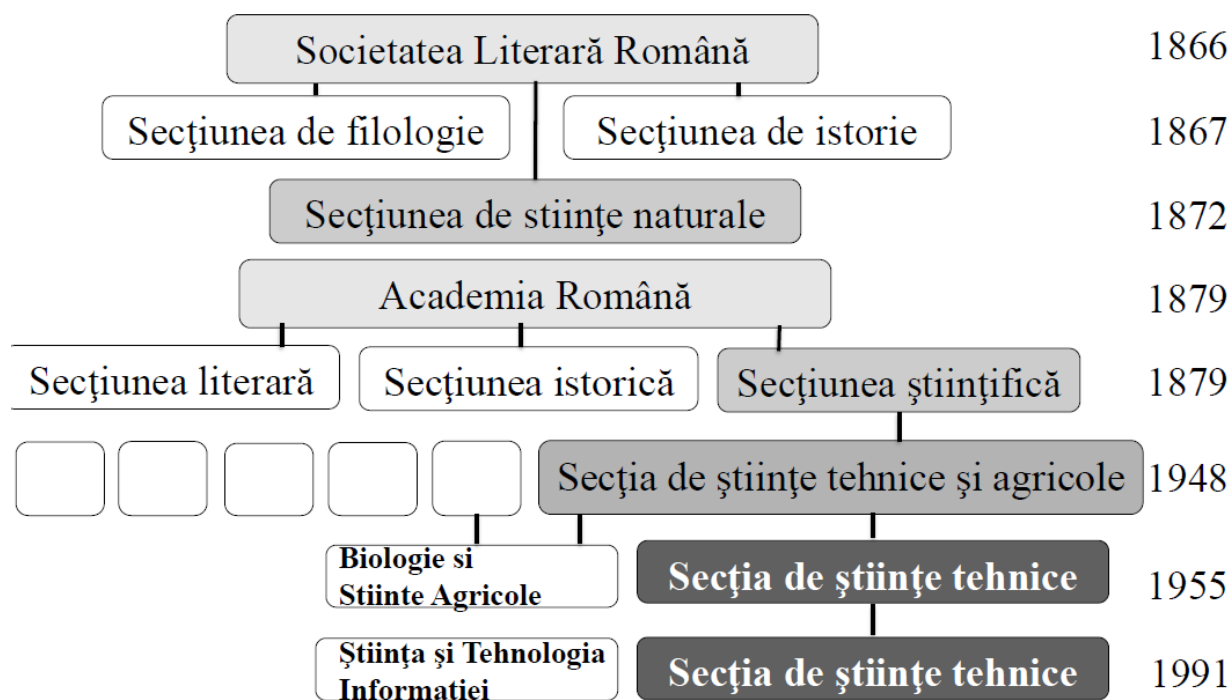 Societatea Literară Română 1866
Secţiunea de filologie Secţiunea de istorie 1867
Secţiunea de stiinţe naturale 1872
Academia Română 1879
Secţiunea literară Secţiunea istorică Secţiunea ştiinţifică 1879
Secţia de ştiinţe tehnice şi agricole 1948
Biologie si
Stiinte Agricole
Secţia de ştiinţe tehnice 1955
Ştiinţa şi Tehnologia
Informaţiei
Secţia de ştiinţe tehnice 1991